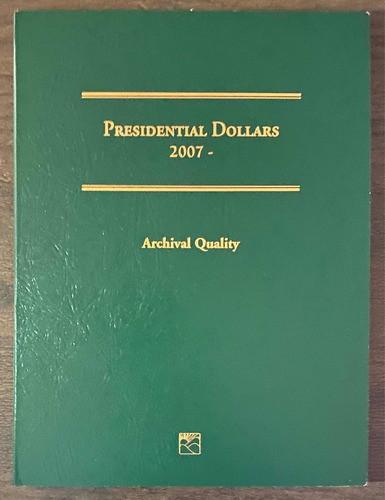 PRESIDENTIAL DOLLARS
2007 -
Archival Quality